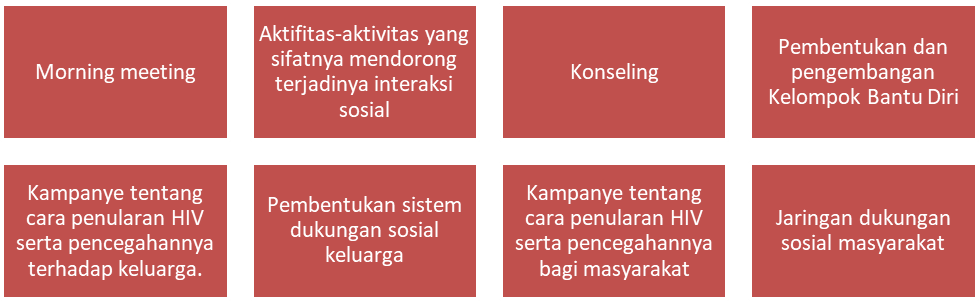 Morning meeting
Aktifitas-aktivitas yang
sifatnya mendorong
terjadinya interaksi
sosial
Konseling
Pembentukan dan
pengembangan
Kelompok Bantu Diri
Kampanye tentang
cara penularan HIV
serta pencegahannya
terhadap keluarga.
Pembentukan sistem
dukungan sosial
keluarga
Kampanye tentang
cara penularan HIV
serta pencegahannya
bagi masyarakat
Jaringan dukungan
sosial masyarakat